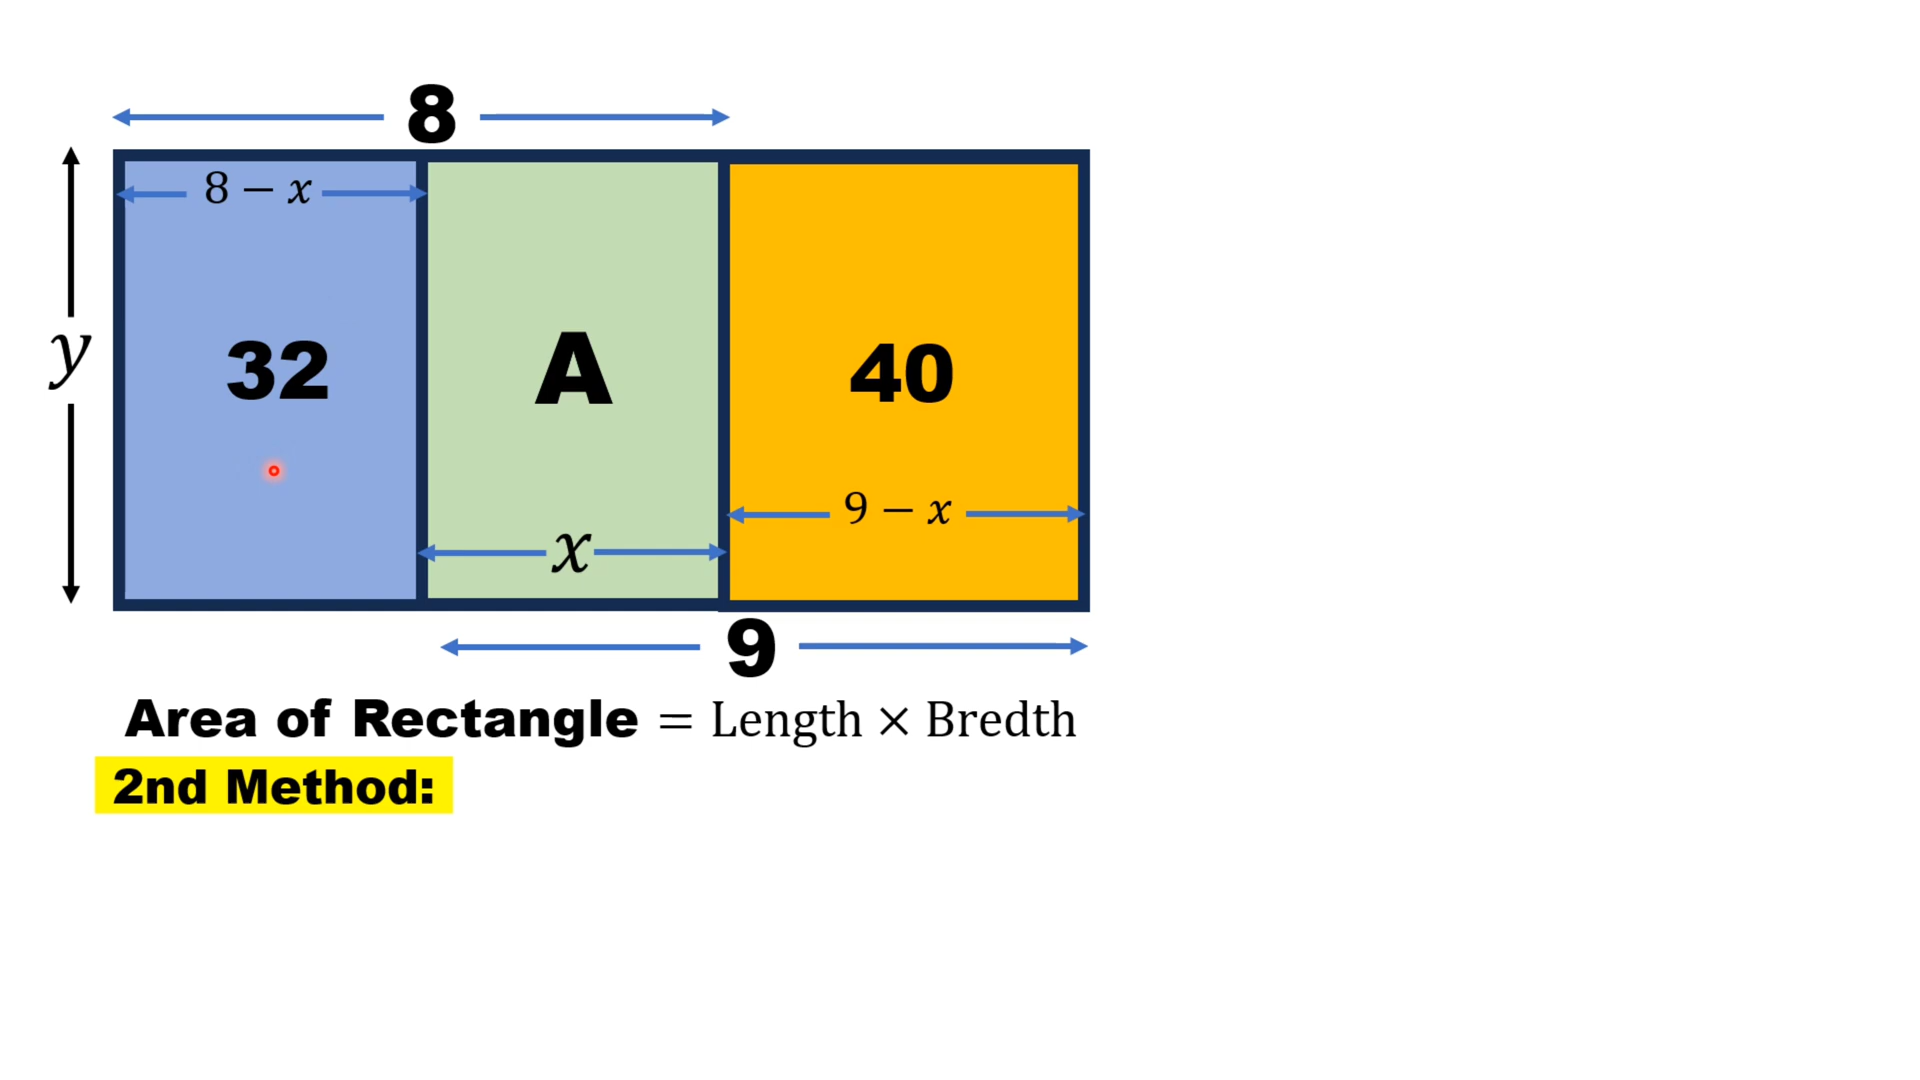 8
8 − x
y
32
A
40
9 − x
x
9
Area of Rectangle = Length × Bredth
2nd Method: